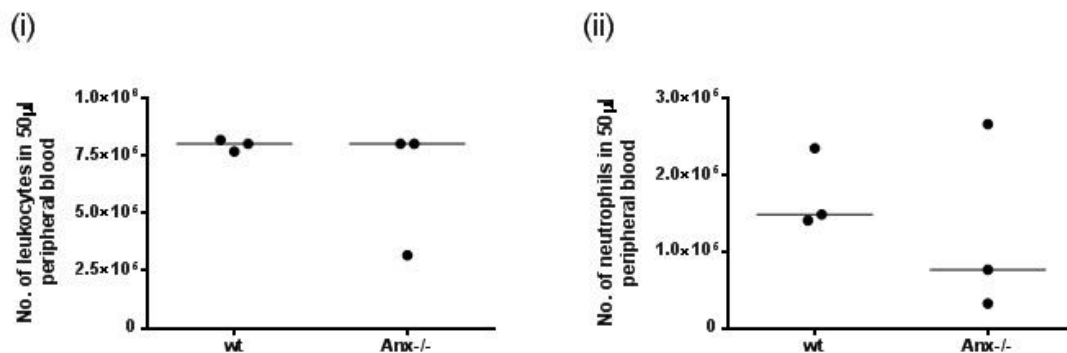 (i)
No. of leukocytes in 50µl
peripheral blood
1.0×10⁸
7.5×10⁶
5.0×10⁶
2.5×10⁶
0
wt
Anx-/-
(ii)
No. of neutrophils in 50µl
peripheral blood
3.0×10⁶
2.0×10⁶
1.0×10⁶
0
wt
Anx-/-